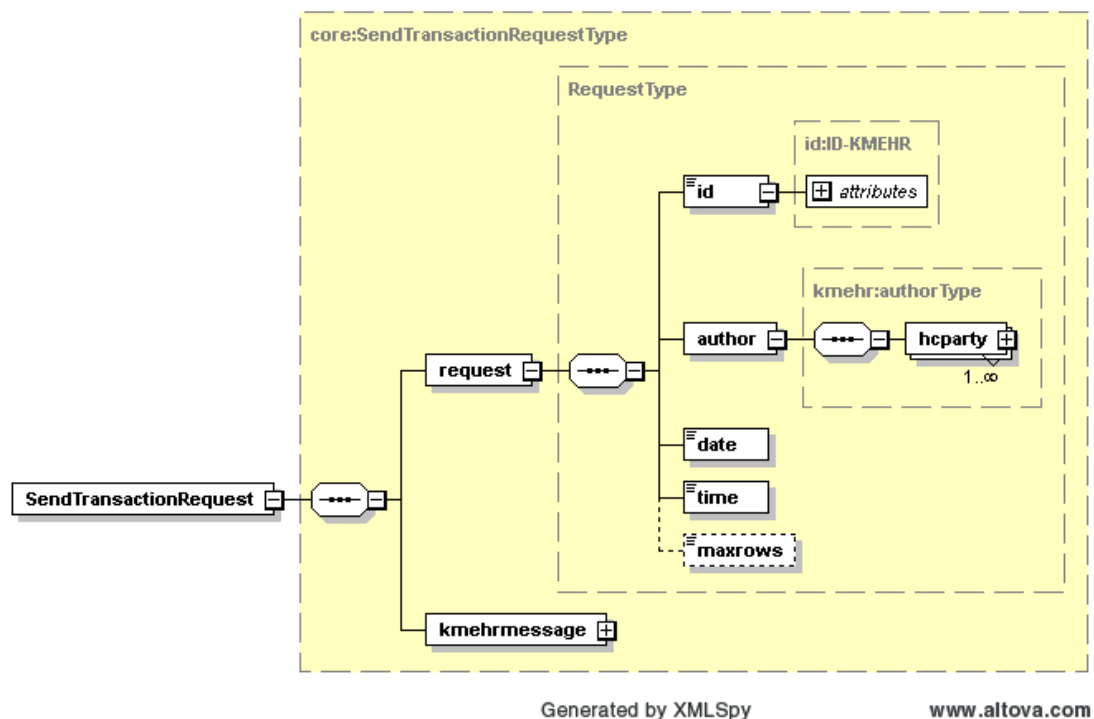 core:SendTransactionRequestType
RequestType
id:ID-KMEHR
id
attributes
kmehr:authorType
author
hcparty
1..∞
request
date
time
maxrows
SendTransactionRequest
kmehrmessage
Generated by XMLSpy
www.altova.com